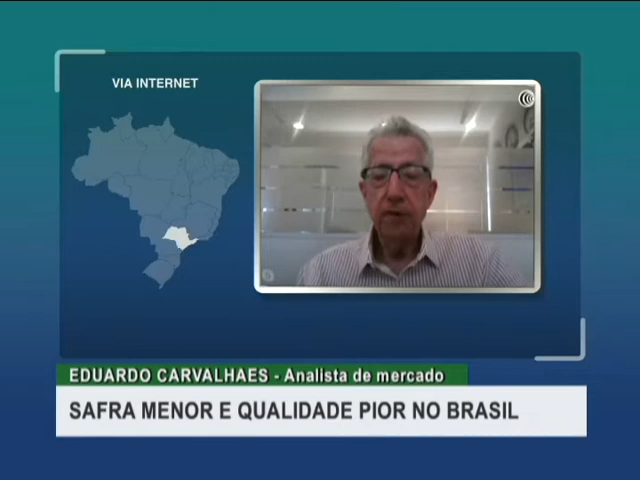 VIA INTERNET
EDUARDO CARVALHAES - Analista de mercado
SAFRA MENOR E QUALIDADE PIOR NO BRASIL